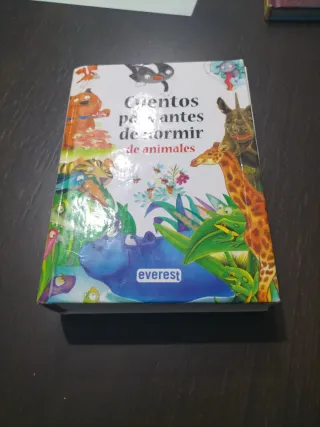 Cuentos
para antes
de dormir
de animales
everest